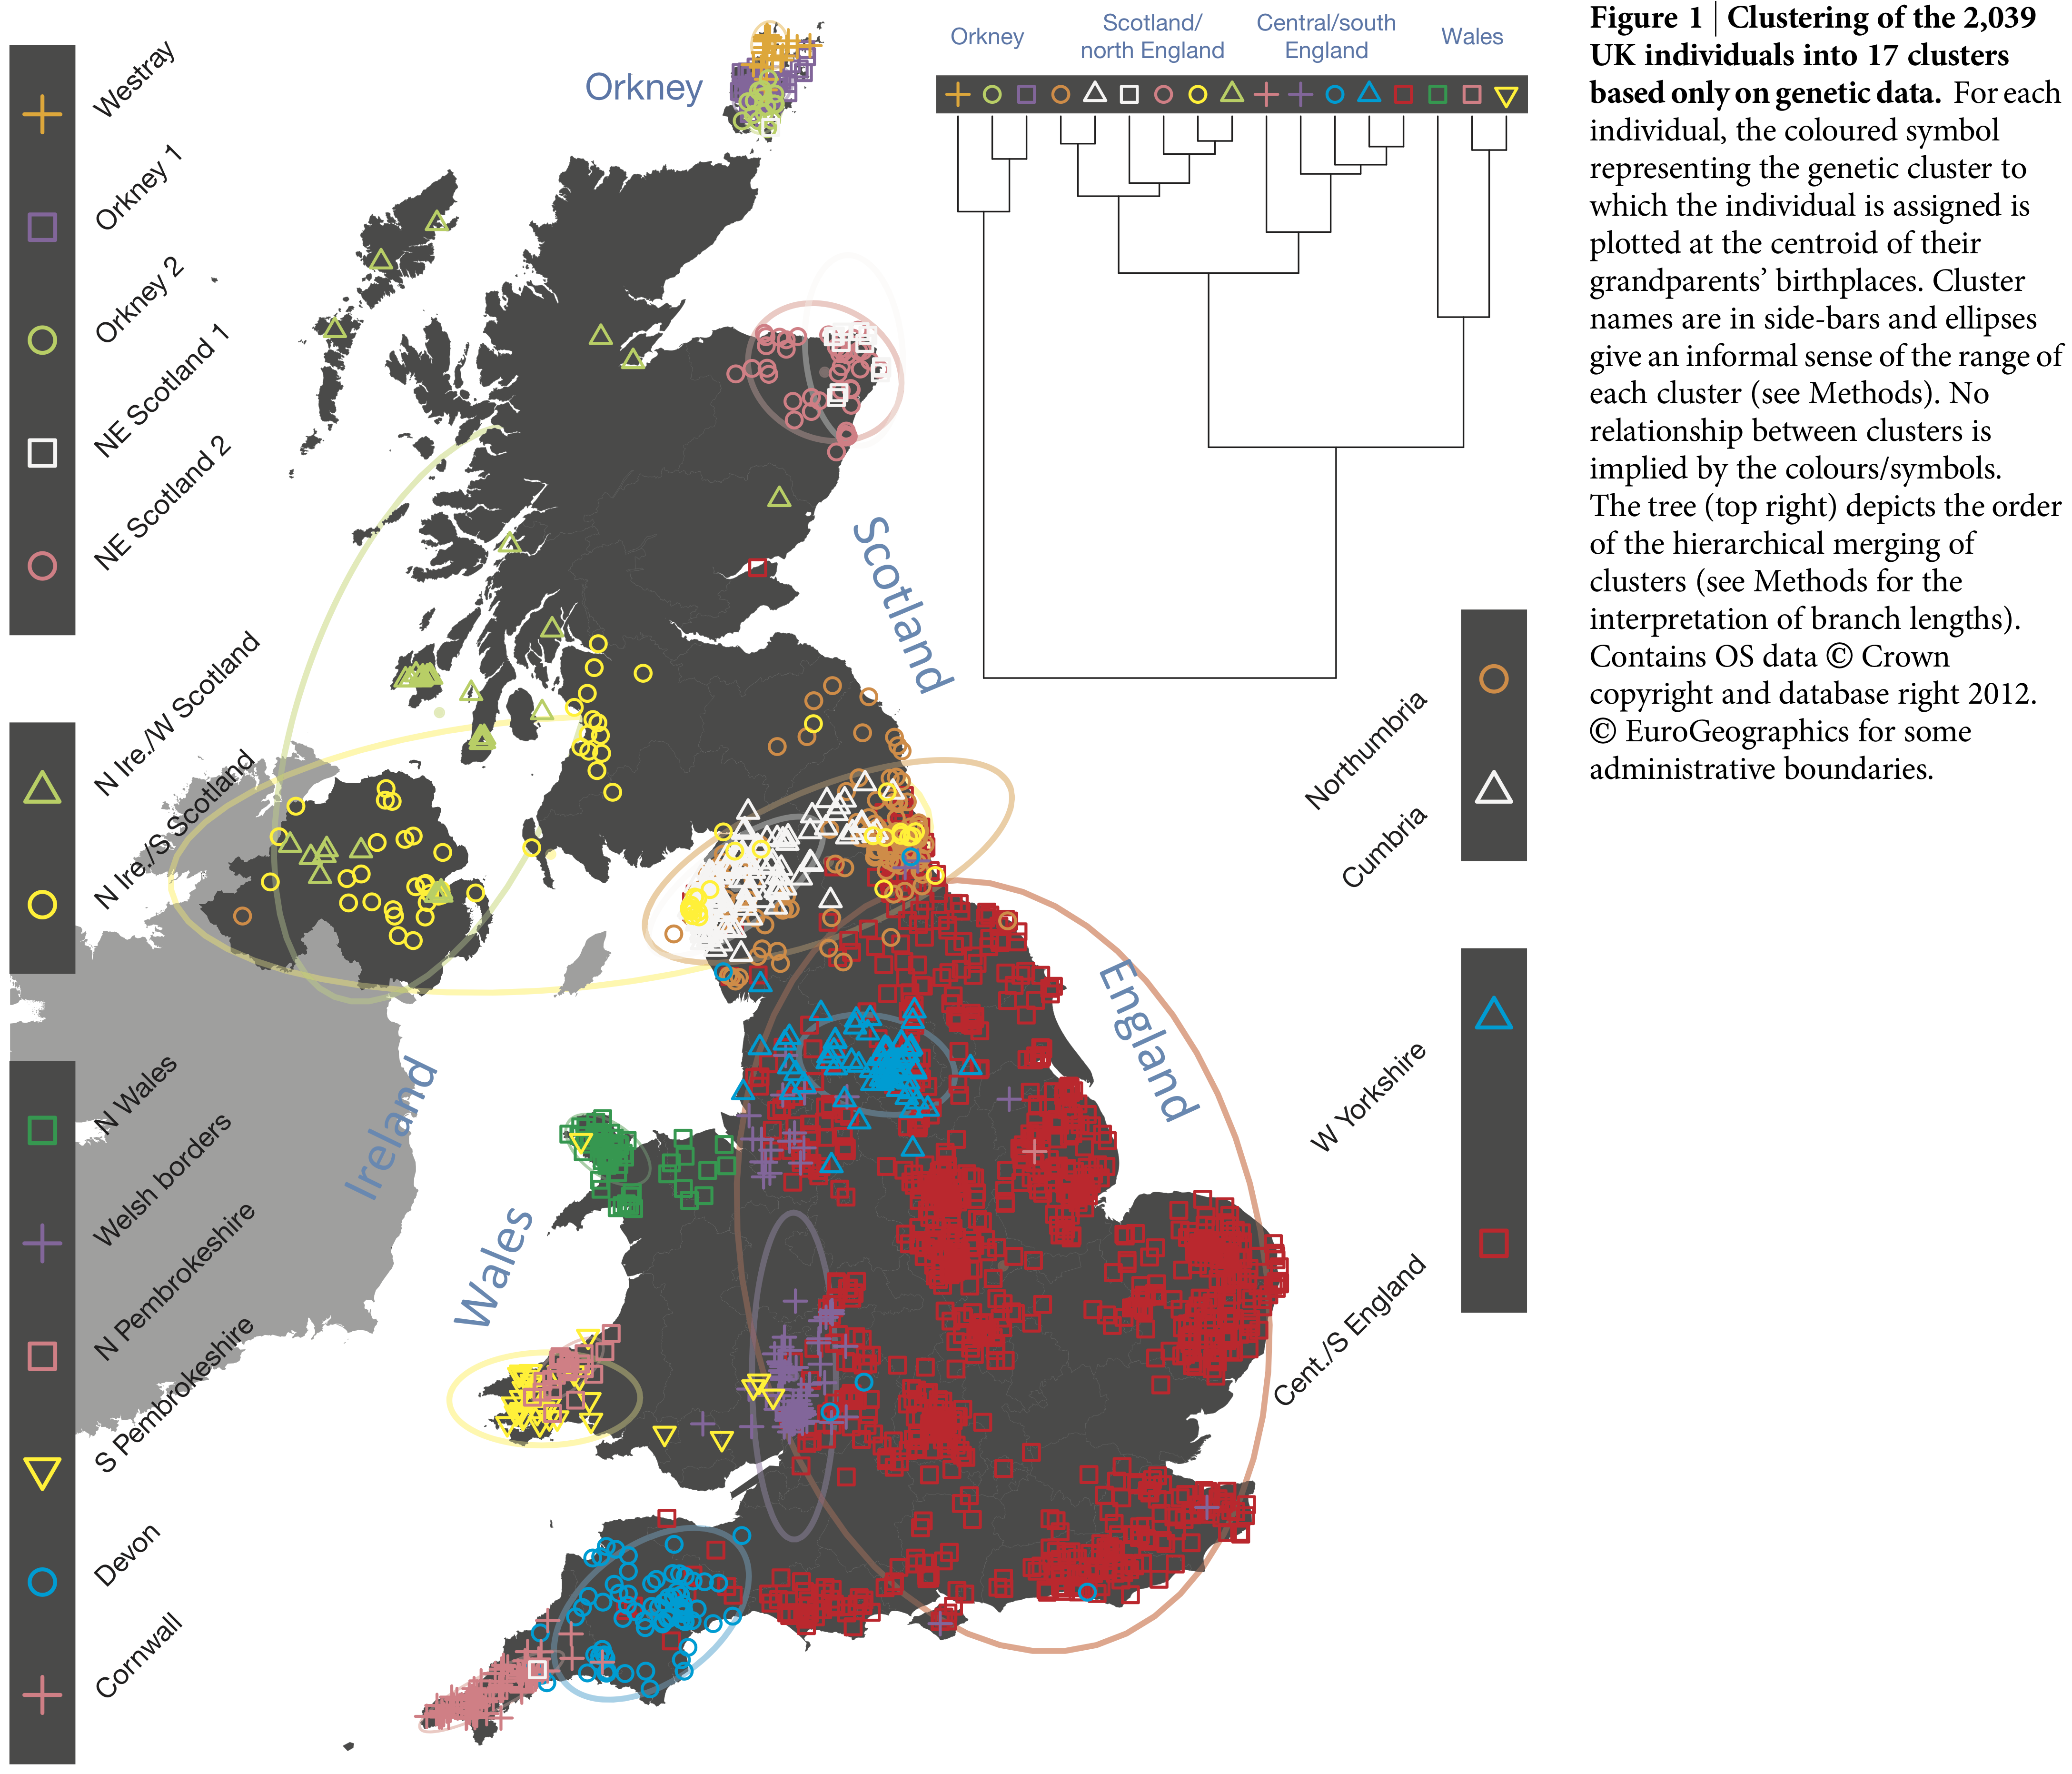 Orkney
Scotland/
north England
Central/south
England
Wales
Figure 1 | Clustering of the 2,039
UK individuals into 17 clusters
based only on genetic data. For each
individual, the coloured symbol
representing the genetic cluster to
which the individual is assigned is
plotted at the centroid of their
grandparents’ birthplaces. Cluster
names are in side-bars and ellipses
give an informal sense of the range of
each cluster (see Methods). No
relationship between clusters is
implied by the colours/symbols.
The tree (top right) depicts the order
of the hierarchical merging of
clusters (see Methods for the
interpretation of branch lengths).
Contains OS data © Crown
copyright and database right 2012.
© EuroGeographics for some
administrative boundaries.
Westray
Orkney 1
Orkney 2
NE Scotland 1
NE Scotland 2
N Ire./W Scotland
N Ire./S Scotland
N Wales
Welsh borders
N Pembrokeshire
S Pembrokeshire
Devon
Cornwall
Orkney
Scotland
England
Ireland
Wales
Northumbria
Cumbria
W Yorkshire
Cent./S England